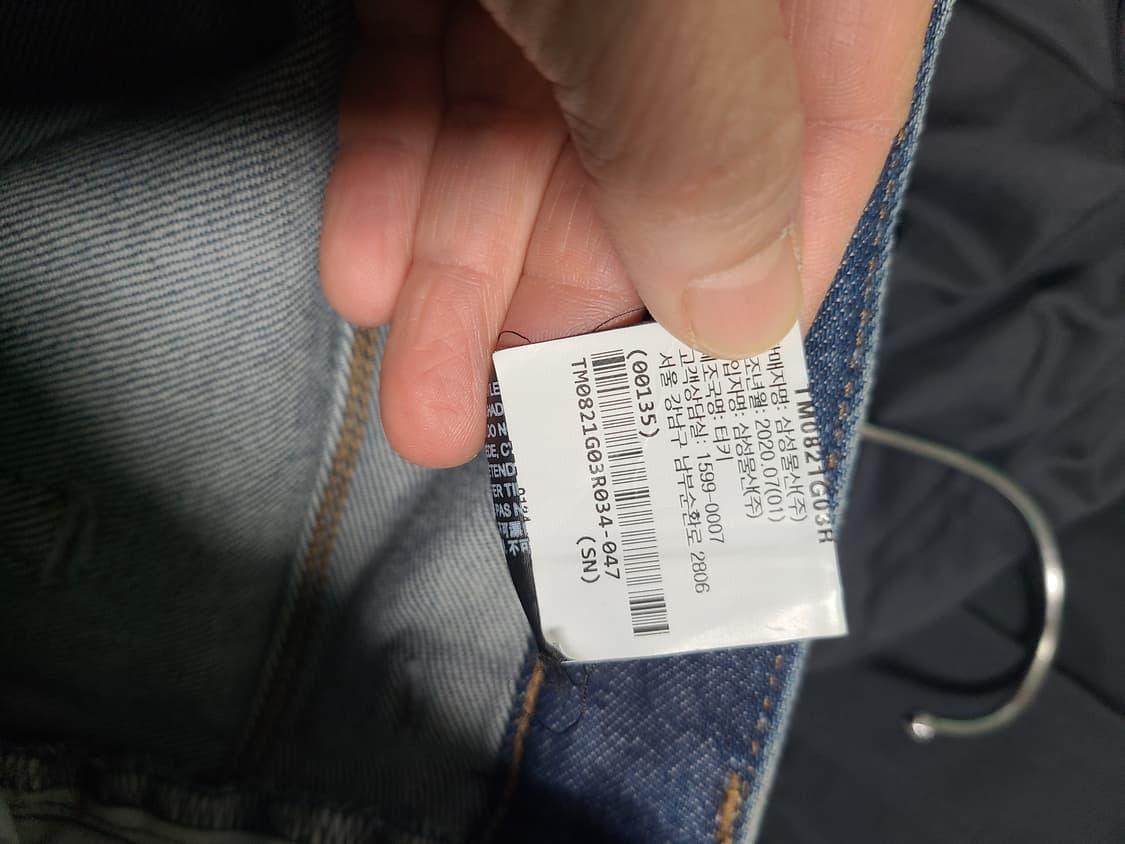 TM0821G03R
매자명: 삼성물산(주)
조년월: 2020.07(01)
입자명: 삼성물산(주)
조국명: 터키
고객상담실: 1599-0007
서울 강남구 남부순환로 2806
(00135)
TM0821G03R034-047
(SN)